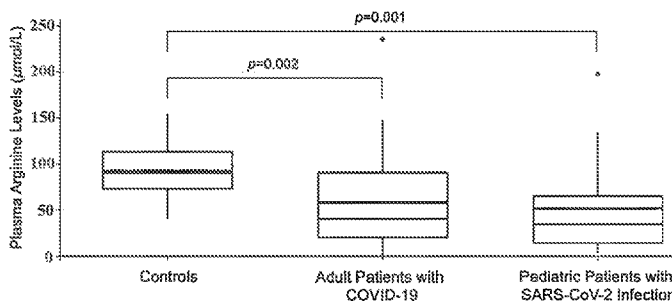 p=0.001
p=0.002
Plasma Arginine Levels (μmol/L)
250
200
150
100
50
0
Controls
Adult Patients with
COVID-19
Pediatric Patients with
SARS-CoV-2 Infection